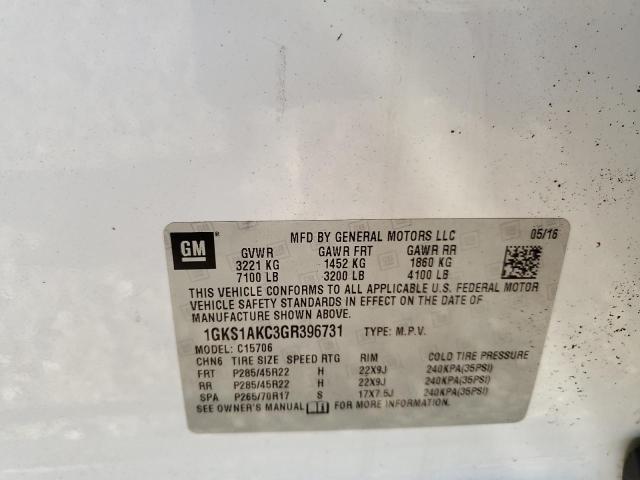 GM
MFD BY GENERAL MOTORS LLC 05/16
GVWR GAWR FRT GAWR RR
3221 KG 1452 KG 1860 KG
7100 LB 3200 LB 4100 LB
THIS VEHICLE CONFORMS TO ALL APPLICABLE U.S. FEDERAL MOTOR
VEHICLE SAFETY STANDARDS IN EFFECT ON THE DATE OF
MANUFACTURE SHOWN ABOVE.
1GKS1AKC3GR396731 TYPE: M.P.V.
MODEL: C15706
CHN6 TIRE SIZE SPEED RTG RIM COLD TIRE PRESSURE
FRT P285/45R22 H 22X9J 240KPA(35PSI)
RR P285/45R22 H 22X9J 240KPA(35PSI)
SPA P265/70R17 S 17X7.5J 240KPA(35PSI)
SEE OWNER'S MANUAL FOR MORE INFORMATION.